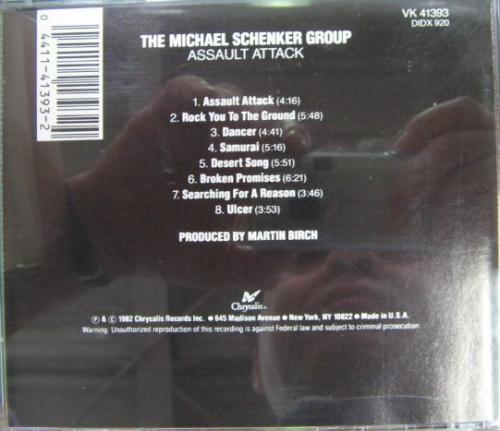 VK 41393
DIDX 920
0 4411-41393-2
THE MICHAEL SCHENKER GROUP
ASSAULT ATTACK
1. Assault Attack (4:16)
2. Rock You To The Ground (5:48)
3. Dancer (4:41)
4. Samurai (5:16)
5. Desert Song (5:51)
6. Broken Promises (6:21)
7. Searching For A Reason (3:46)
8. Ulcer (3:53)
PRODUCED BY MARTIN BIRCH
Chrysalis®
℗ & © 1982 Chrysalis Records Inc. ● 645 Madison Avenue ● New York, NY, 10022 ● Made in U.S.A.
Warning: Unauthorized reproduction of this recording is against Federal law and subject to criminal prosecution